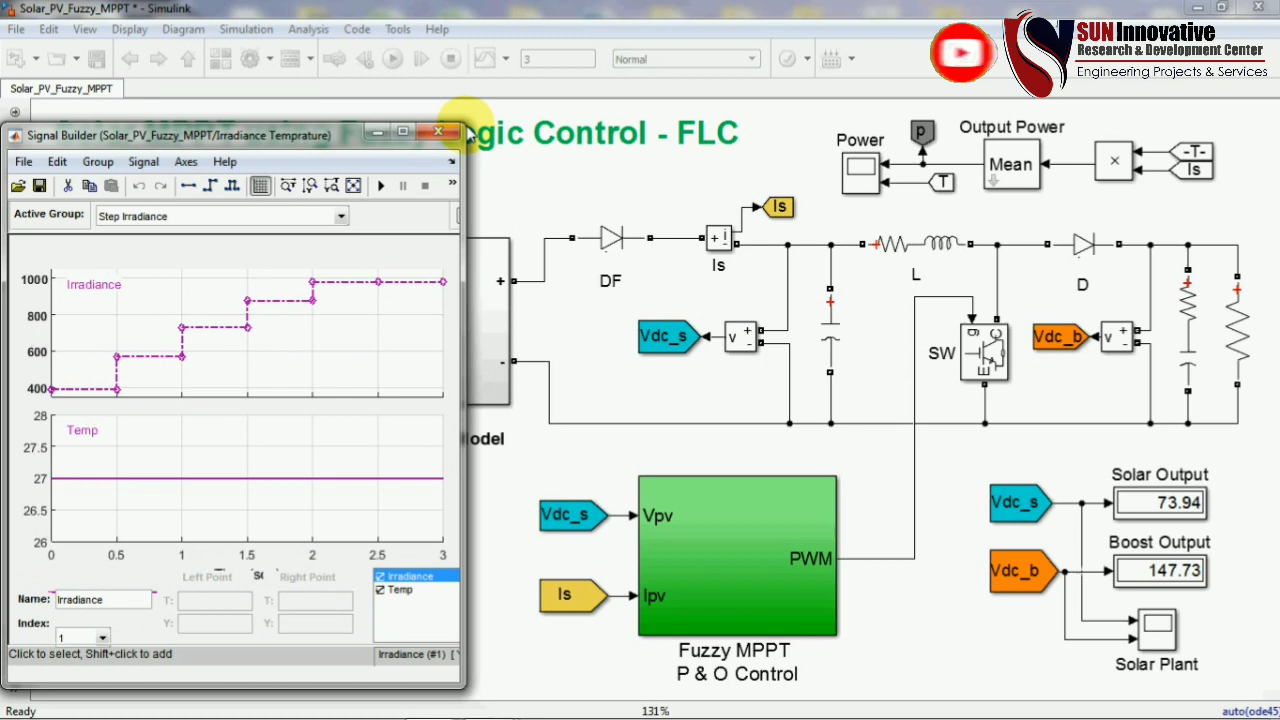 Solar_PV_Fuzzy_MPPT * - Simulink
File Edit View Display Diagram Simulation Analysis Code Tools Help
3
Normal
SUN Innovative
Research & Development Center
Engineering Projects & Services
Solar_PV_Fuzzy_MPPT
gic Control - FLC
Signal Builder (Solar_PV_Fuzzy_MPPT/Irradiance Temprature)
File Edit Group Signal Axes Help
Active Group: Step Irradiance
Irradiance
1000
800
600
400
Temp
28
27.5
27
26.5
26
0 0.5 1 1.5 2 2.5 3
Left Point Right Point
Name: Irradiance T: T:
Index: Y: Y:
1
Irradiance
Temp
Click to select, Shift+click to add
Irradiance (#1) [
Power
p
Output Power
Mean
×
-T-
Is
T
Is
+ i
-
Is
DF
+
-
odel
L
D
Vdc_s
v + -
g C
E
SW
Vdc_b
v + -
Vdc_s
Vpv
PWM
Is
Ipv
Fuzzy MPPT
P & O Control
Solar Output
Vdc_s
73.94
Boost Output
Vdc_b
147.73
Solar Plant
Ready
131%
auto(ode45)